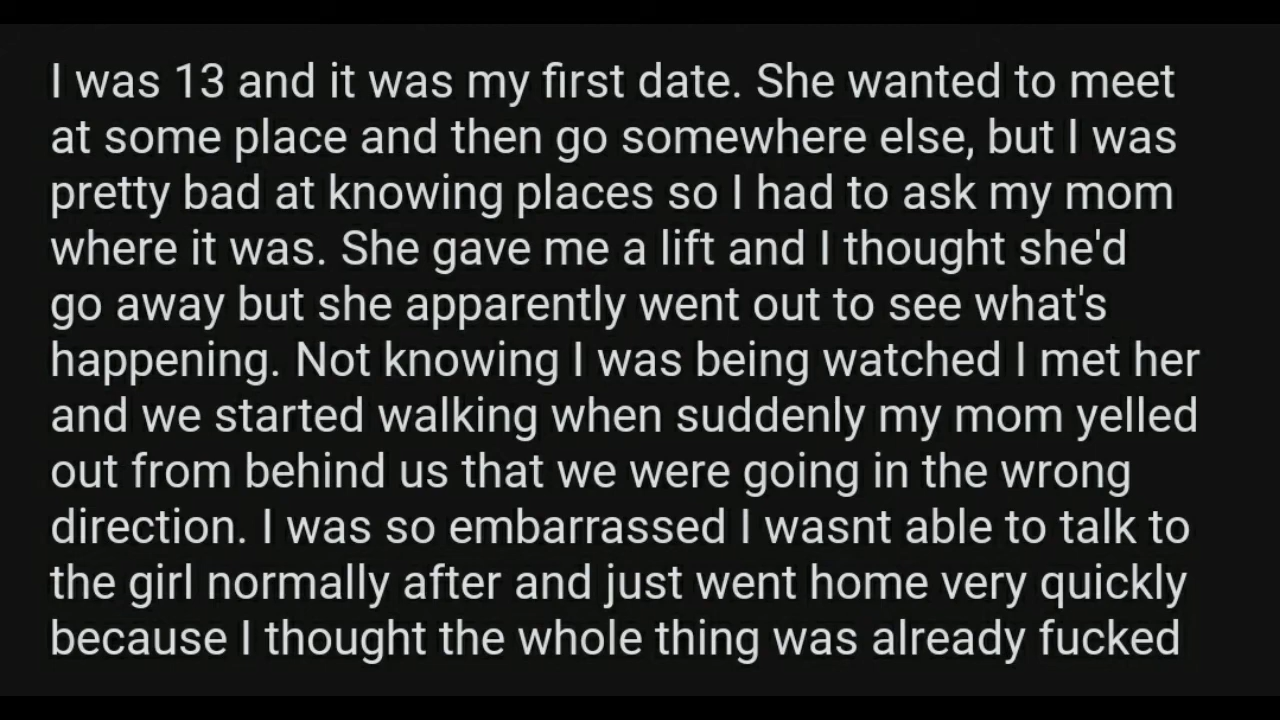 I was 13 and it was my first date. She wanted to meet
at some place and then go somewhere else, but I was
pretty bad at knowing places so I had to ask my mom
where it was. She gave me a lift and I thought she'd
go away but she apparently went out to see what's
happening. Not knowing I was being watched I met her
and we started walking when suddenly my mom yelled
out from behind us that we were going in the wrong
direction. I was so embarrassed I wasnt able to talk to
the girl normally after and just went home very quickly
because I thought the whole thing was already fucked